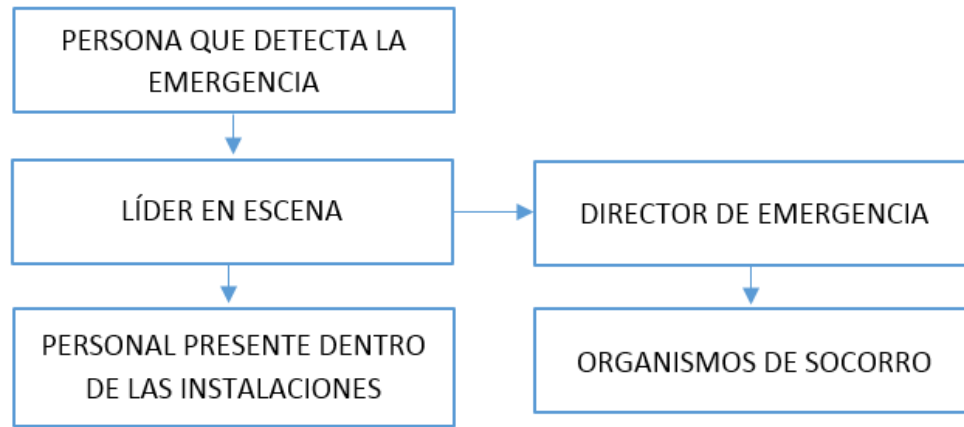 PERSONA QUE DETECTA LA
EMERGENCIA
LÍDER EN ESCENA
DIRECTOR DE EMERGENCIA
PERSONAL PRESENTE DENTRO
DE LAS INSTALACIONES
ORGANISMOS DE SOCORRO